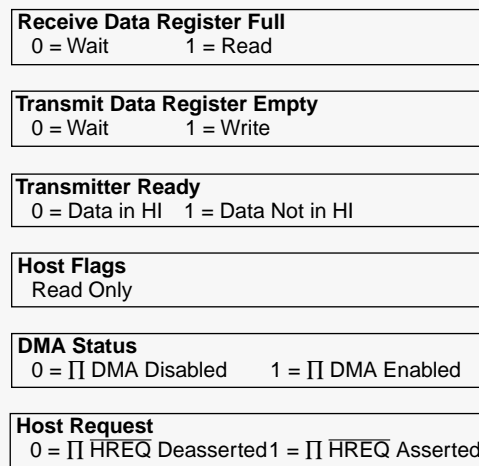 Receive Data Register Full
0 = Wait 1 = Read
Transmit Data Register Empty
0 = Wait 1 = Write
Transmitter Ready
0 = Data in HI 1 = Data Not in HI
Host Flags
Read Only
DMA Status
0 = ∏ DMA Disabled 1 = ∏ DMA Enabled
Host Request
0 = ∏ H̅R̅E̅Q̅ Deasserted1 = ∏ H̅R̅E̅Q̅ Asserted